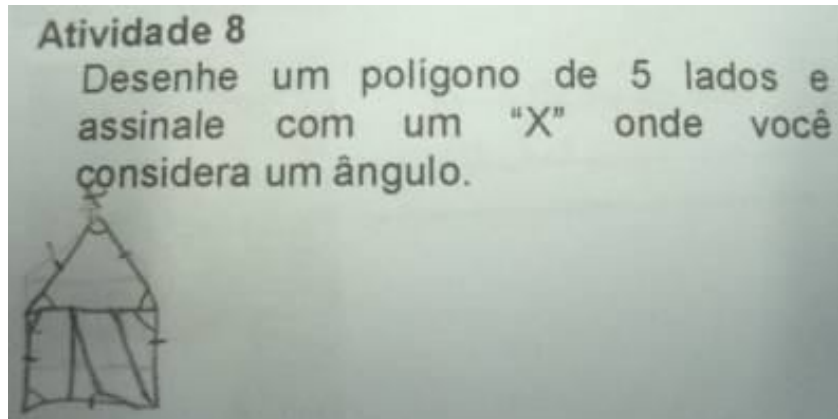 Atividade 8
Desenhe um polígono de 5 lados e
assinale com um “X” onde você
considera um ângulo.
X